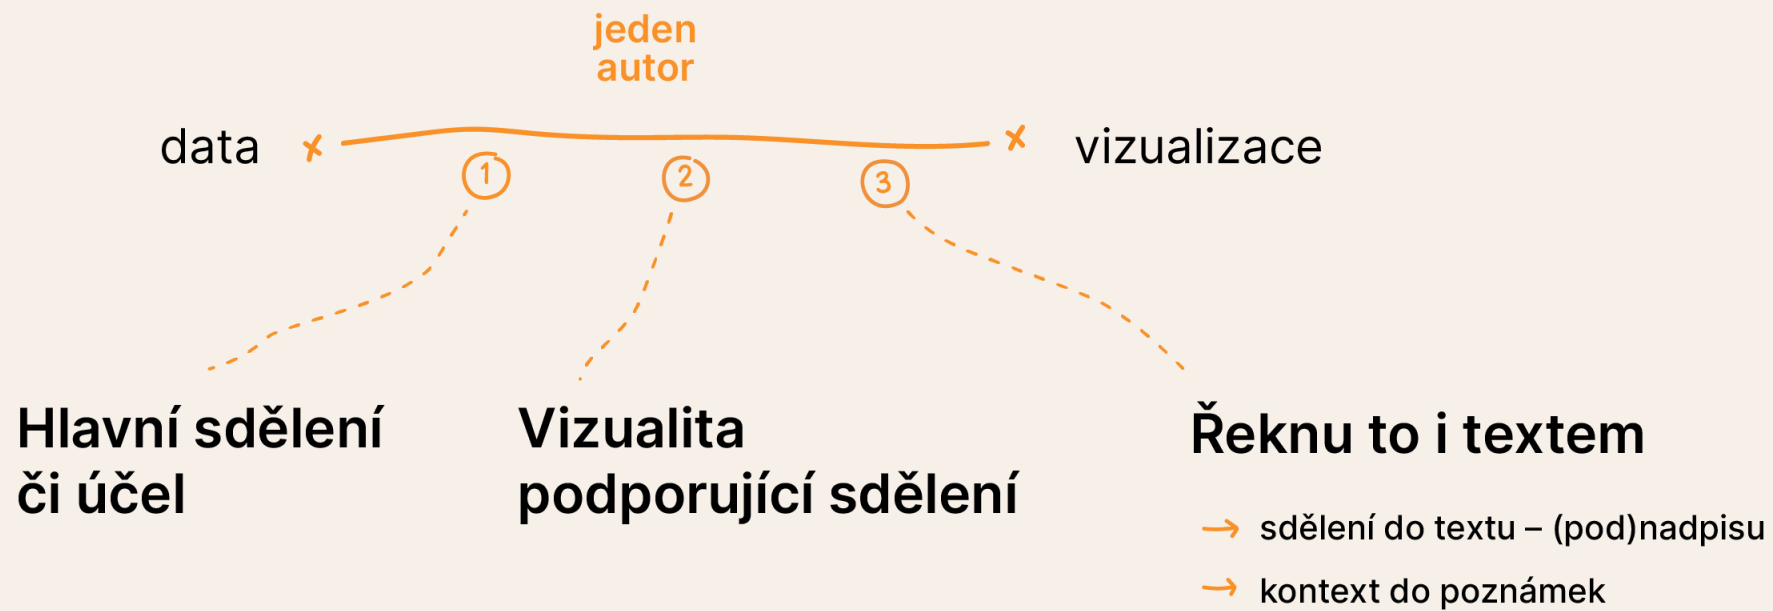 jeden
autor
data
vizualizace
1
2
3
Hlavní sdělení
či účel
Vizualita
podporující sdělení
Řeknu to i textem
→ sdělení do textu – (pod)nadpisu
→ kontext do poznámek